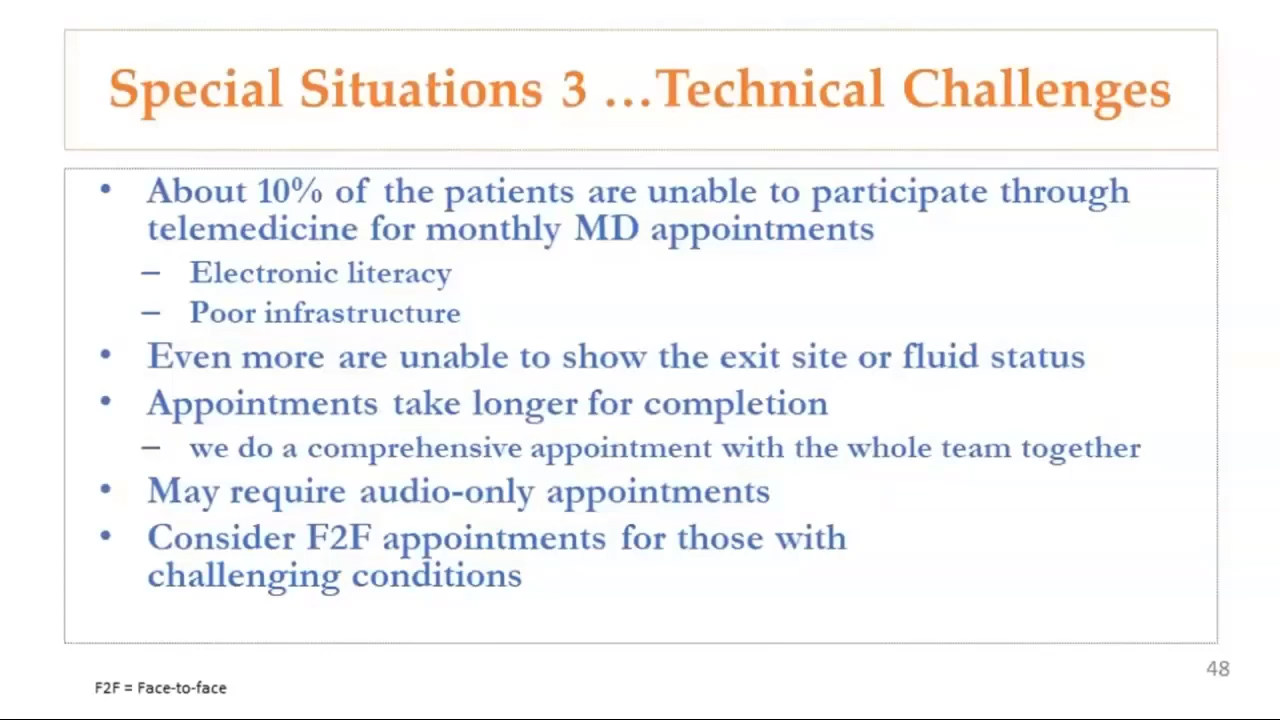 Special Situations 3 ...Technical Challenges
• About 10% of the patients are unable to participate through
telemedicine for monthly MD appointments
– Electronic literacy
– Poor infrastructure
• Even more are unable to show the exit site or fluid status
• Appointments take longer for completion
– we do a comprehensive appointment with the whole team together
• May require audio-only appointments
• Consider F2F appointments for those with
challenging conditions
48
F2F = Face-to-face